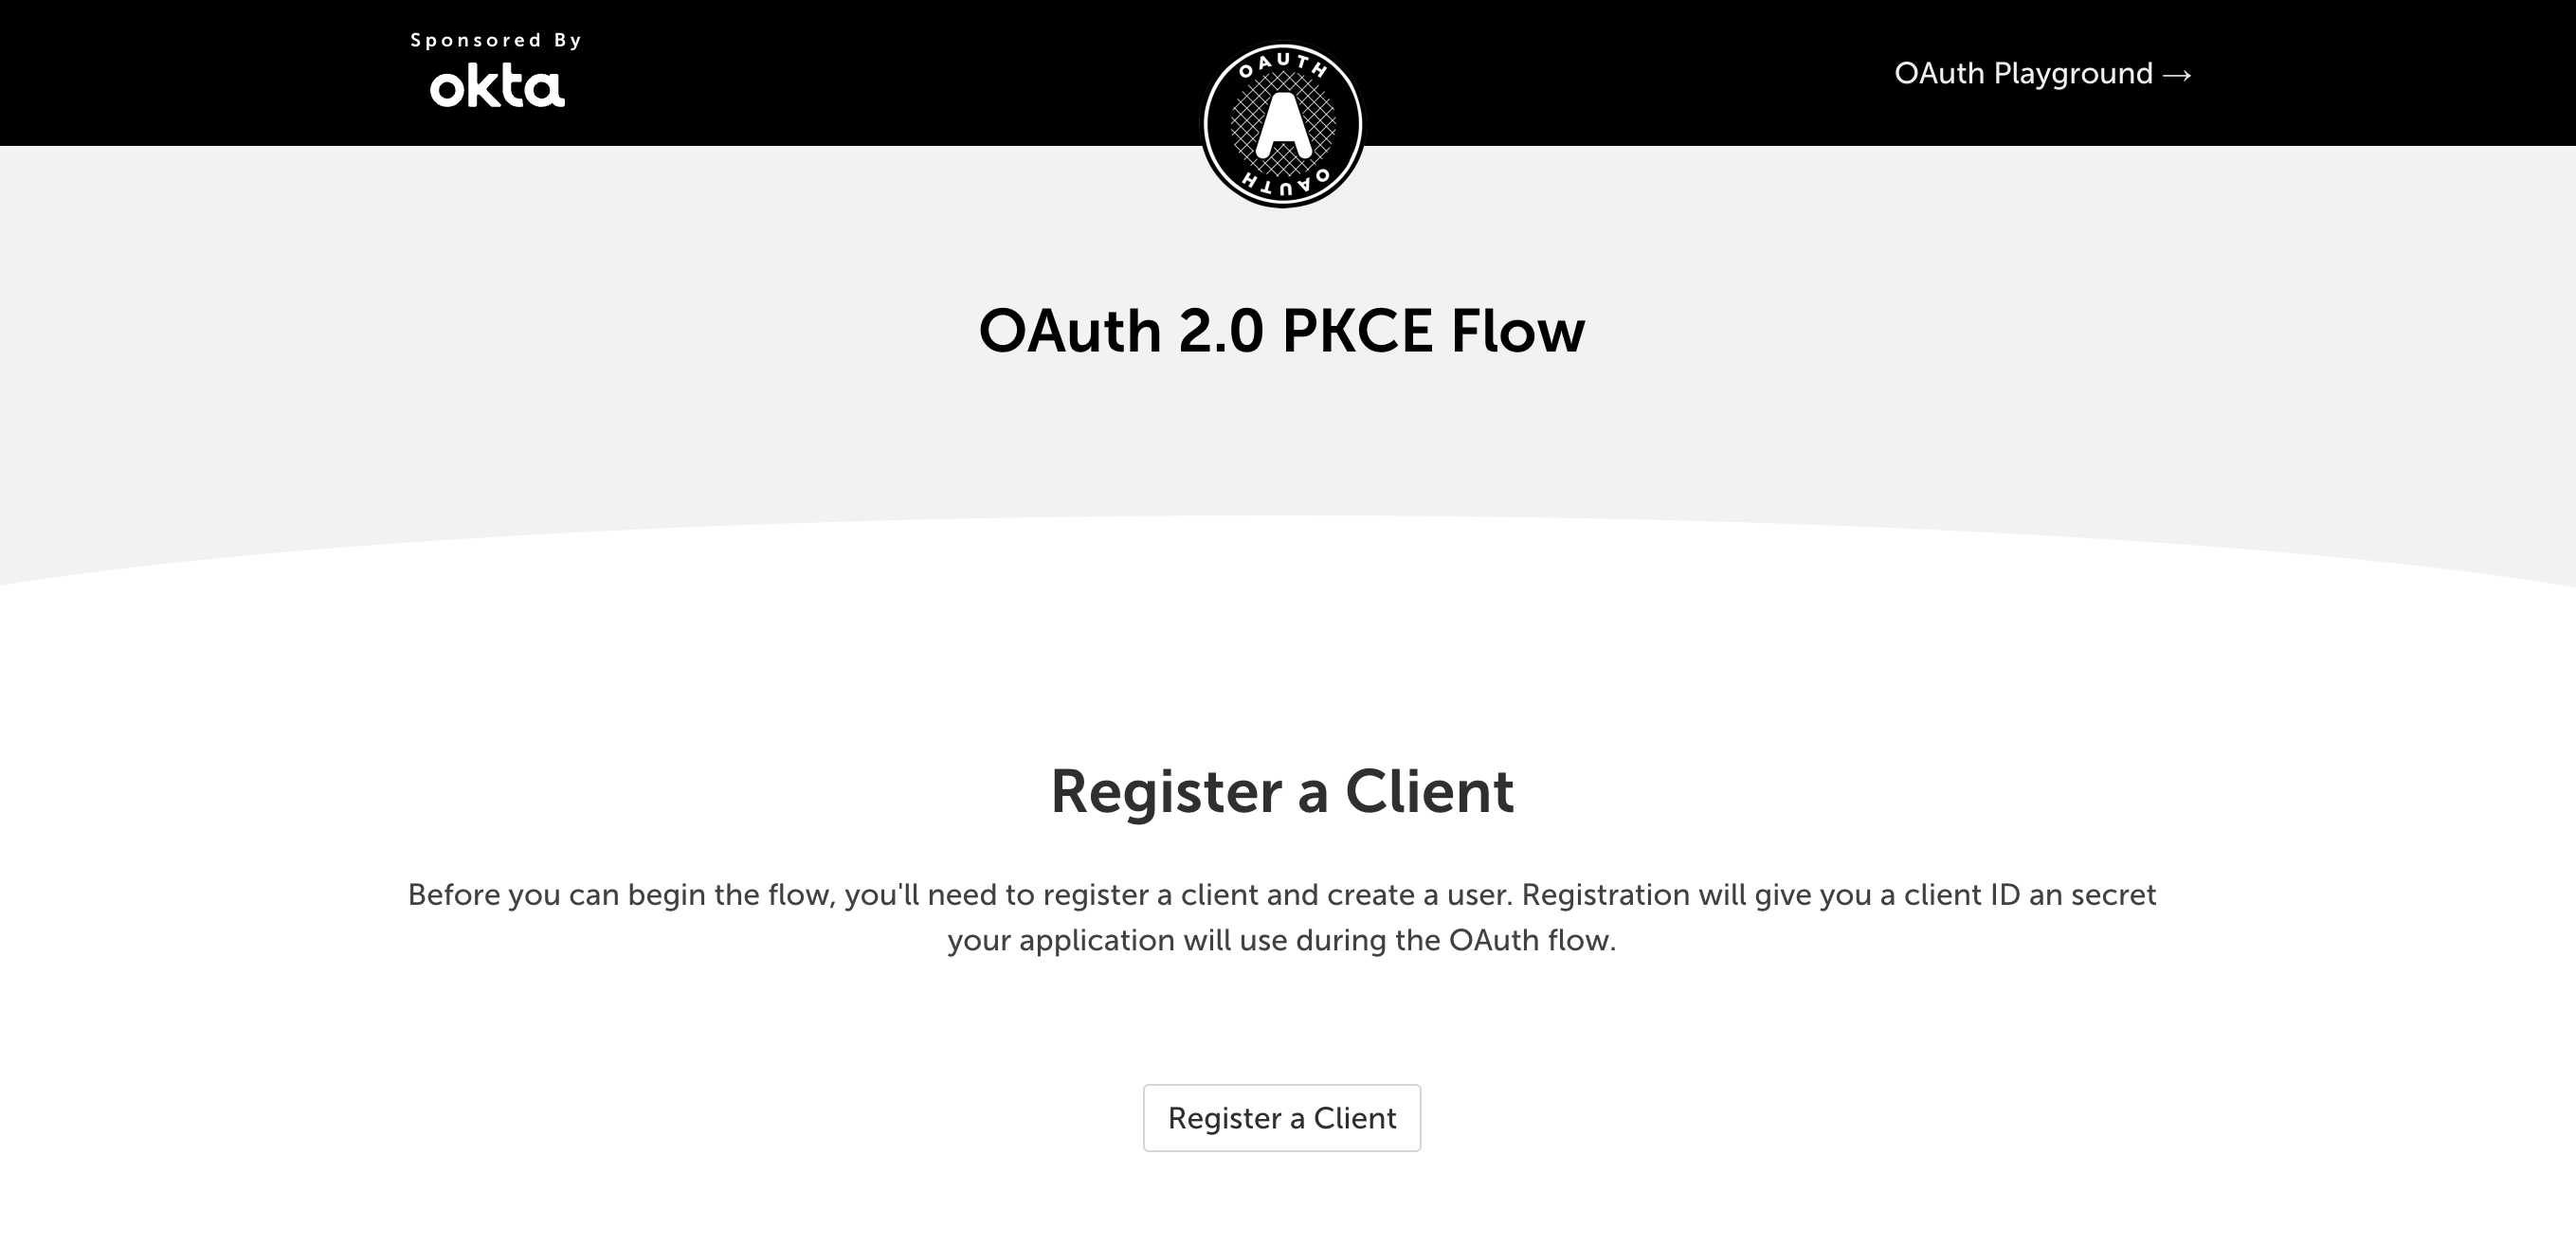 Sponsored By
okta
OAUTH
A
OAUTH
OAuth Playground →
OAuth 2.0 PKCE Flow
Register a Client
Before you can begin the flow, you'll need to register a client and create a user. Registration will give you a client ID an secret
your application will use during the OAuth flow.
Register a Client